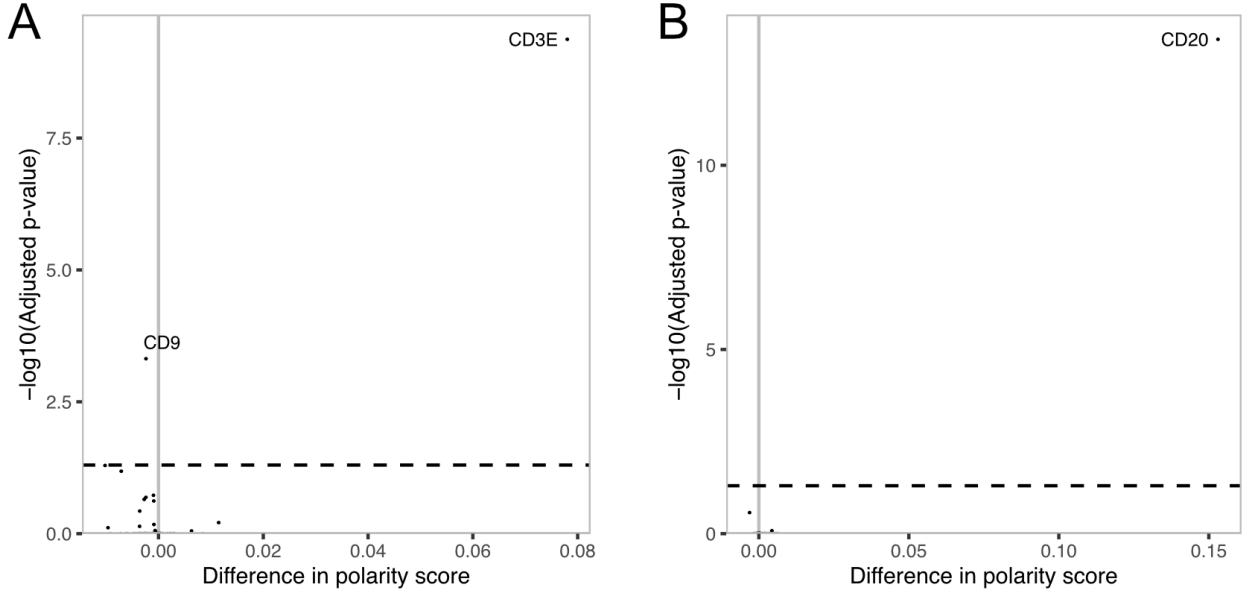 A
CD3E
CD9
7.5
5.0
2.5
0.0
0.00
0.02
0.04
0.06
0.08
Difference in polarity score
−log10(Adjusted p-value)
B
CD20
10
5
0
0.00
0.05
0.10
0.15
Difference in polarity score
−log10(Adjusted p-value)